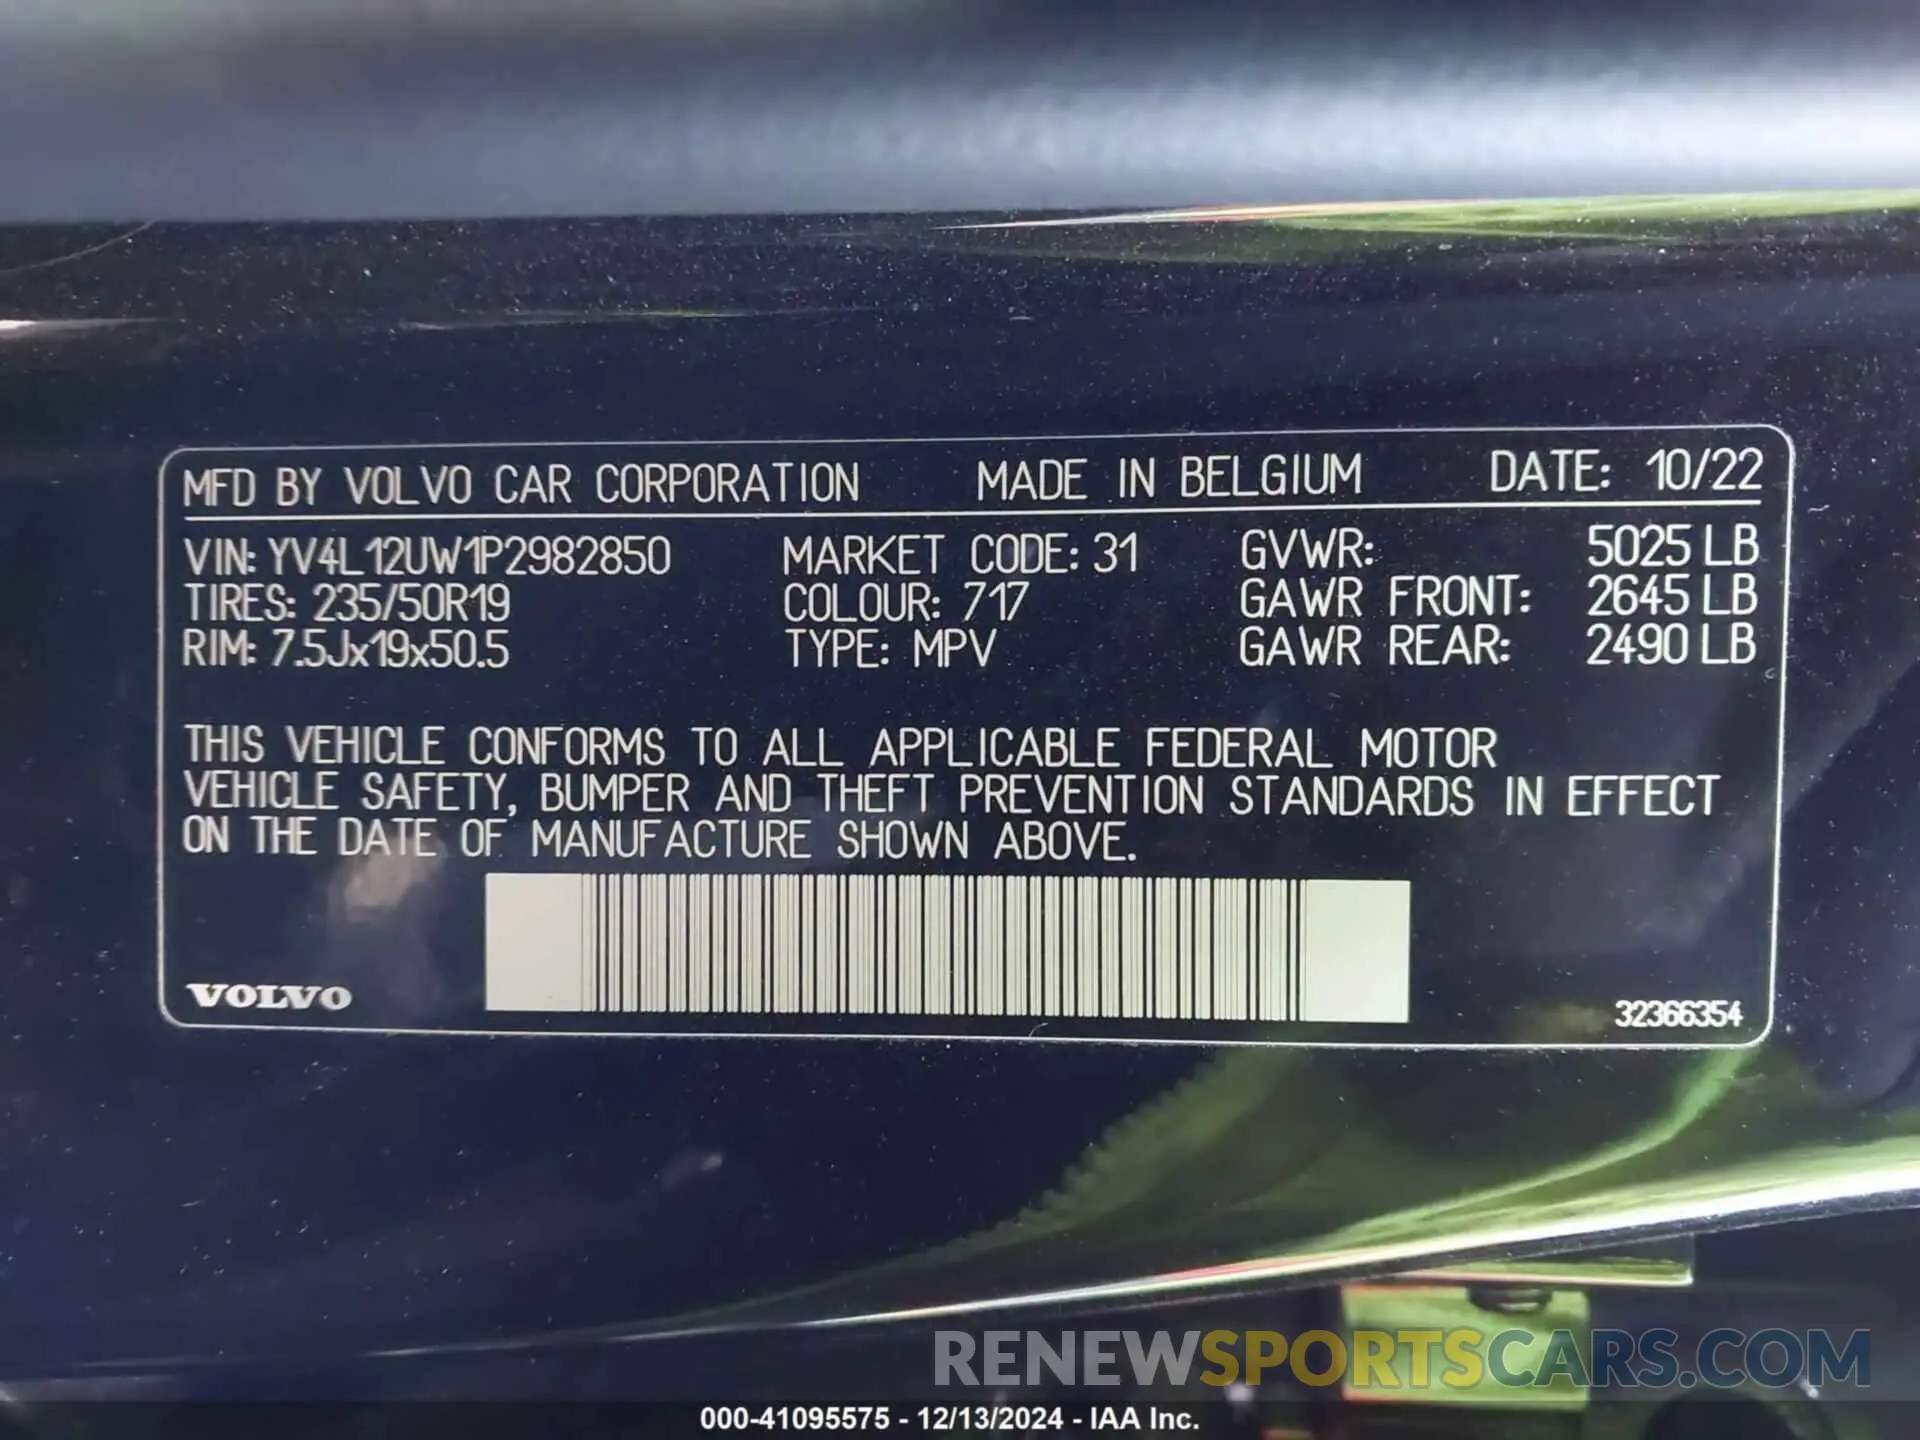 MFD BY VOLVO CAR CORPORATION MADE IN BELGIUM DATE: 10/22
VIN: YV4L12UW1P2982850 MARKET CODE: 31 GVWR: 5025 LB
TIRES: 235/50R19 COLOUR: 717 GAWR FRONT: 2645 LB
RIM: 7.5Jx19x50.5 TYPE: MPV GAWR REAR: 2490 LB
THIS VEHICLE CONFORMS TO ALL APPLICABLE FEDERAL MOTOR
VEHICLE SAFETY, BUMPER AND THEFT PREVENTION STANDARDS IN EFFECT
ON THE DATE OF MANUFACTURE SHOWN ABOVE.
VOLVO 32366354
RENEWSPORTSCARS.COM
000-41095575 - 12/13/2024 - IAA Inc.